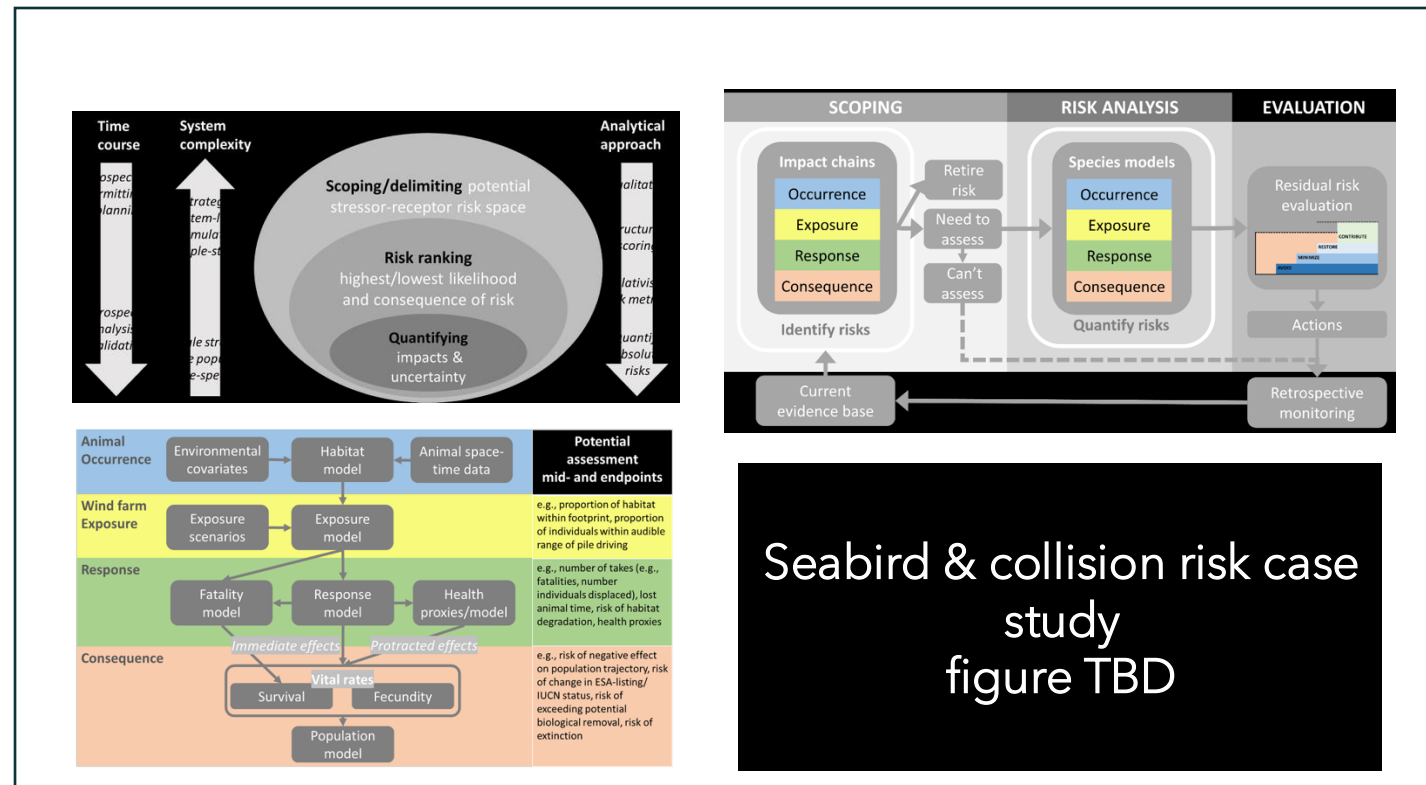 Time
course
System
complexity
Analytical
approach
Scoping/delimiting potential
stressor-receptor risk space
Risk ranking
highest/lowest likelihood
and consequence of risk
Quantifying
impacts &
uncertainty
risks
SCOPING
RISK ANALYSIS
EVALUATION
Impact chains
Occurrence
Exposure
Response
Consequence
Identify risks
Retire
risk
Need to
assess
Can't
assess
Species models
Occurrence
Exposure
Response
Consequence
Quantify risks
Residual risk
evaluation
CONTRIBUTE
RESTORE
MINIMIZE
AVOID
Actions
Current
evidence base
Retrospective
monitoring
Animal
Occurrence
Environmental
covariates
Habitat
model
Animal space-
time data
Potential
assessment
mid- and endpoints
Wind farm
Exposure
Exposure
scenarios
Exposure
model
e.g., proportion of habitat
within footprint, proportion
of individuals within audible
range of pile driving
Response
Fatality
model
Response
model
Health
proxies/model
e.g., number of takes (e.g.,
fatalities, number
individuals displaced), lost
animal time, risk of habitat
degradation, health proxies
Immediate effects
Protracted effects
Consequence
Vital rates
Survival
Fecundity
Population
model
e.g., risk of negative effect
on population trajectory, risk
of change in ESA-listing/
IUCN status, risk of
exceeding potential
biological removal, risk of
extinction
Seabird & collision risk case
study
figure TBD